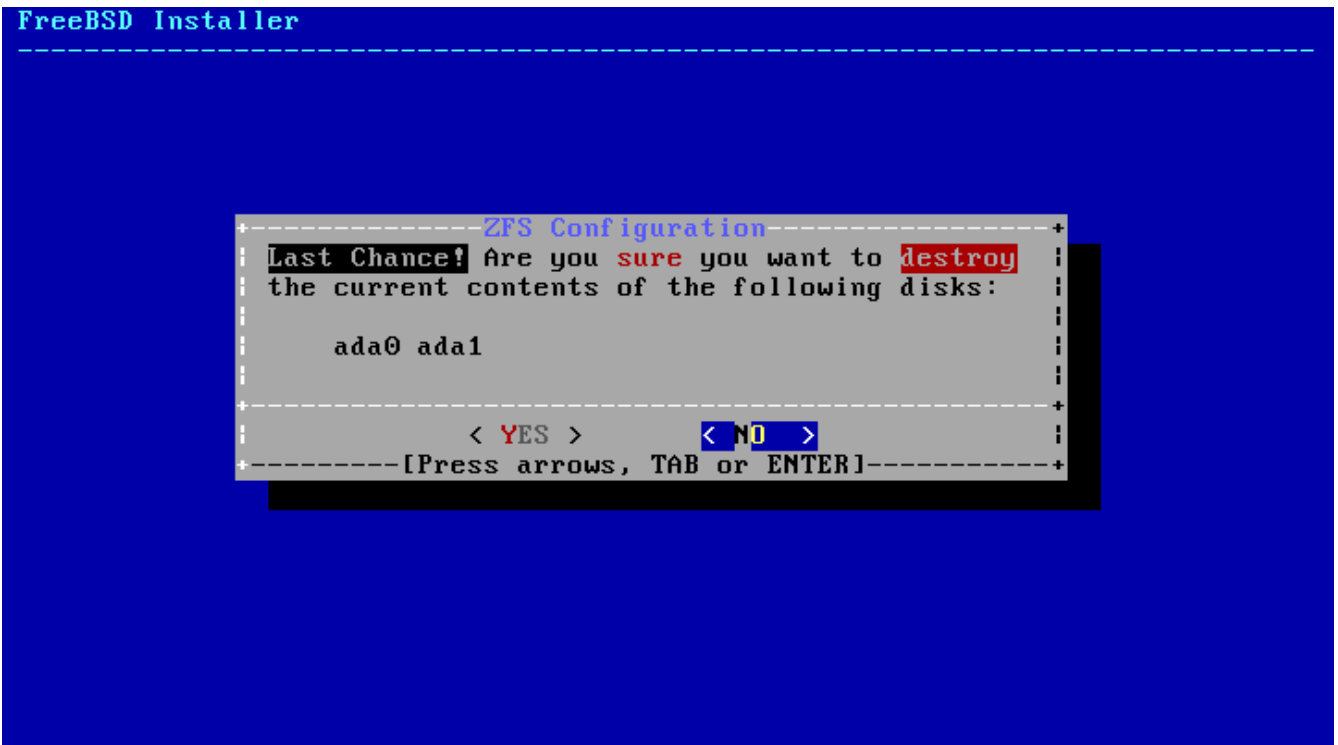 FreeBSD Installer
ZFS Configuration
Last Chance! Are you sure you want to destroy
the current contents of the following disks:
ada0 ada1
< YES > < NO >
[Press arrows, TAB or ENTER]